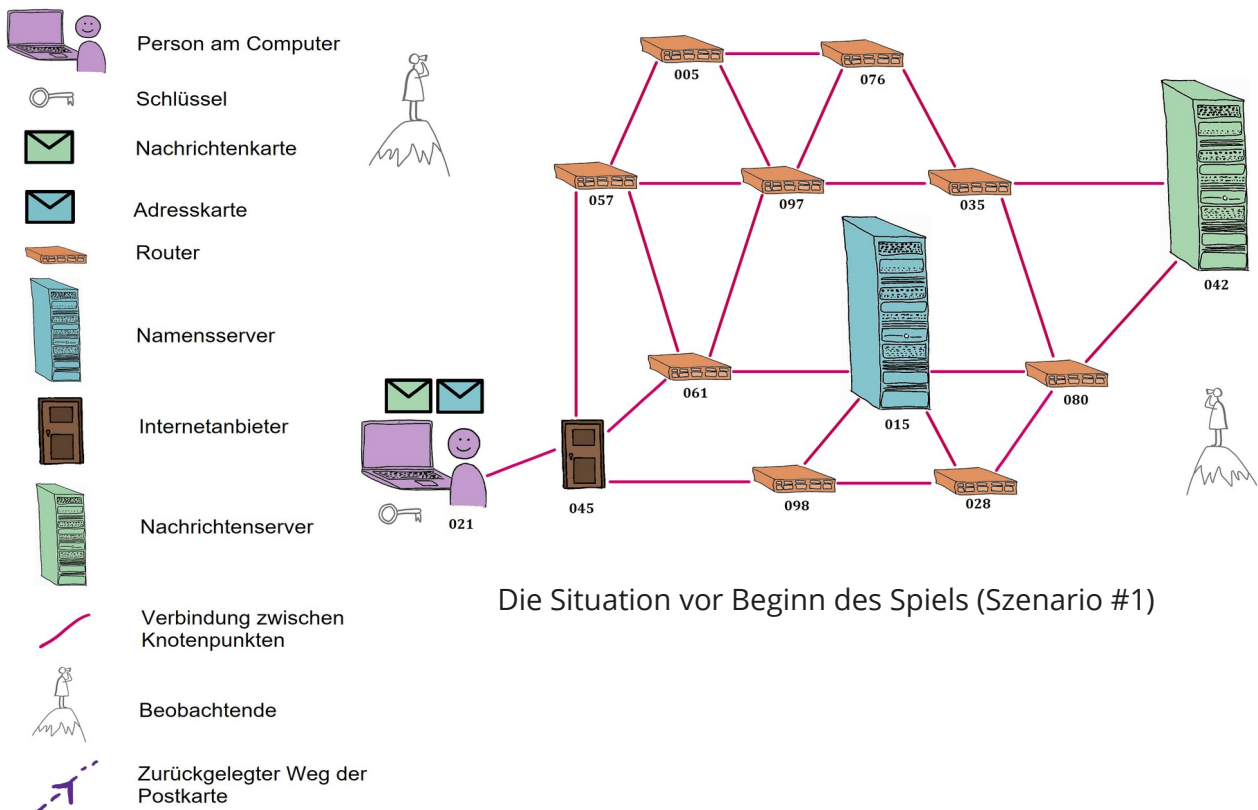 Person am Computer
Schlüssel
Nachrichtenkarte
Adresskarte
Router
Namensserver
Internetanbieter
Nachrichtenserver
Verbindung zwischen
Knotenpunkten
Beobachtende
Zurückgelegter Weg der
Postkarte
005
076
057
097
035
042
061
015
080
021
045
098
028
Die Situation vor Beginn des Spiels (Szenario #1)